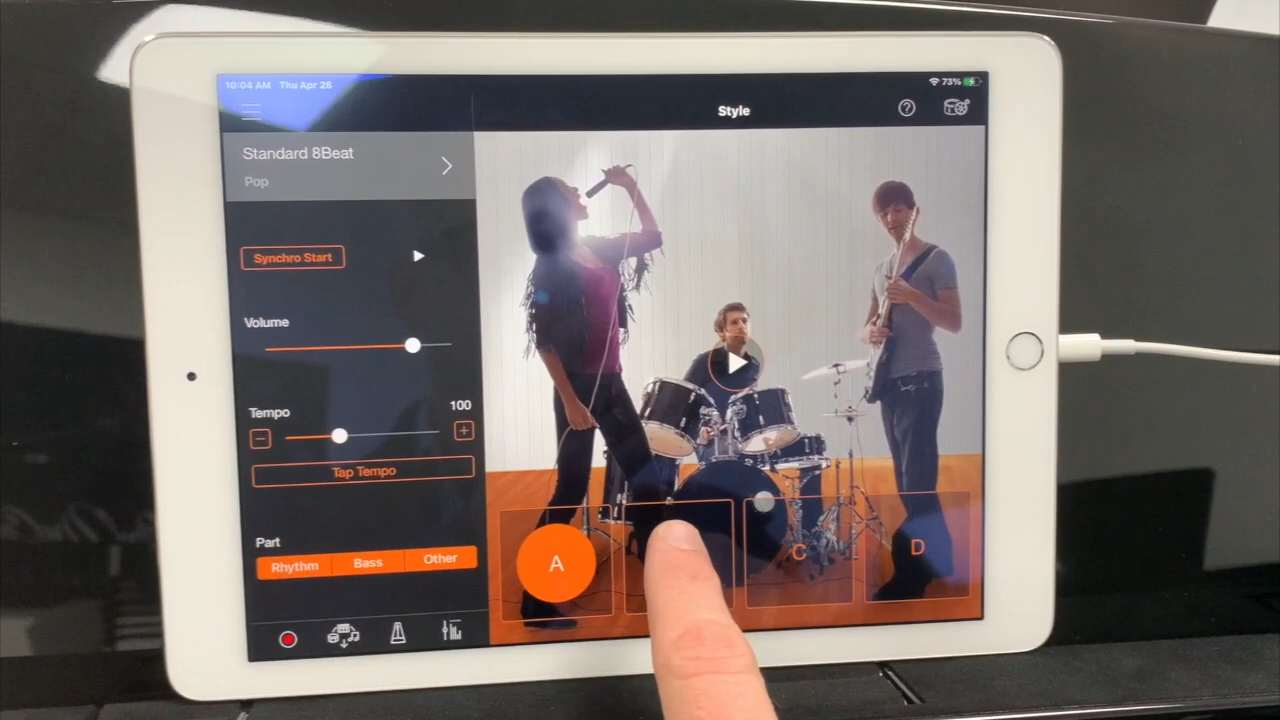 10:04 AM Thu Apr 28
73%
Style
?
Standard 8Beat
Pop
Synchro Start
Volume
Tempo
100
Tap Tempo
Part
Rhythm Bass Other
A
C
D